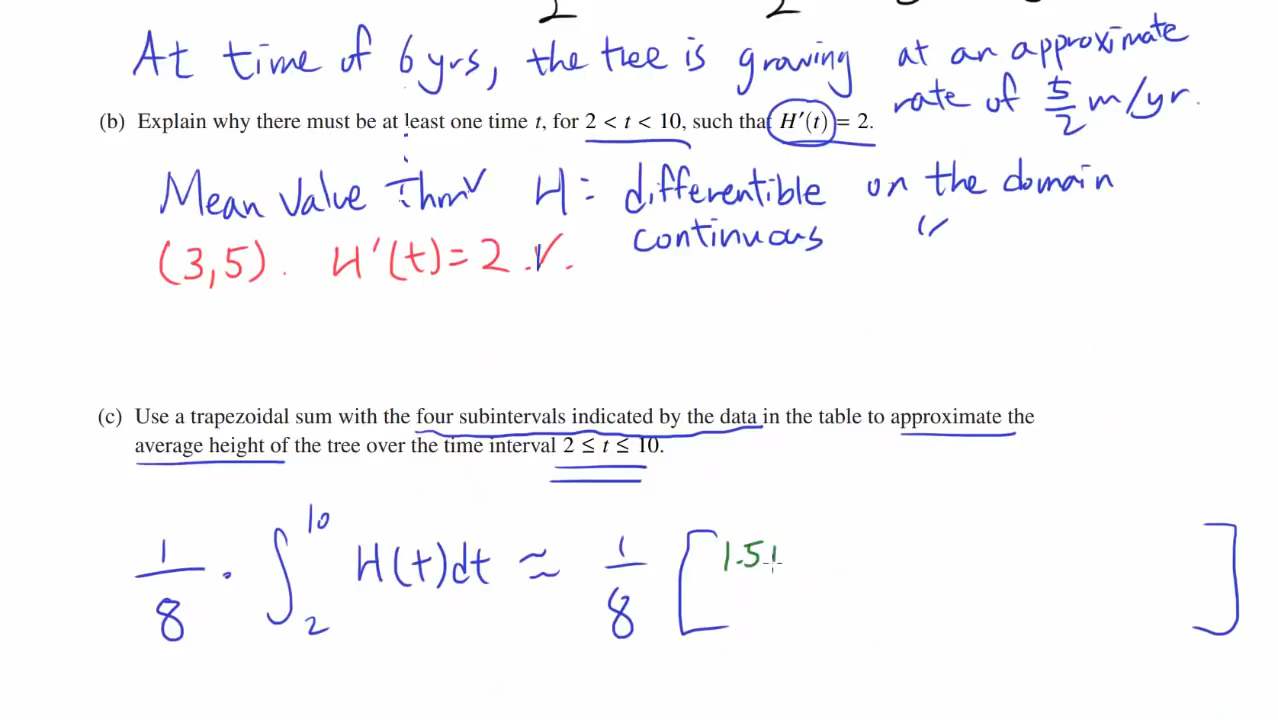 2 2
At time of 6 yrs, the tree is growing at an approximate
rate of 5/2 m/yr.
(b) Explain why there must be at least one time t, for 2 < t < 10, such that H′(t) = 2.
Mean Value Thm ✓ H = differentible on the domain
continuous
(3,5). H'(t) = 2 .✓.
(c) Use a trapezoidal sum with the four subintervals indicated by the data in the table to approximate the
average height of the tree over the time interval 2 ≤ t ≤ 10.
1/8 · ∫₂¹⁰ H(t)dt ≈ 1/8 [ 1.5 ]